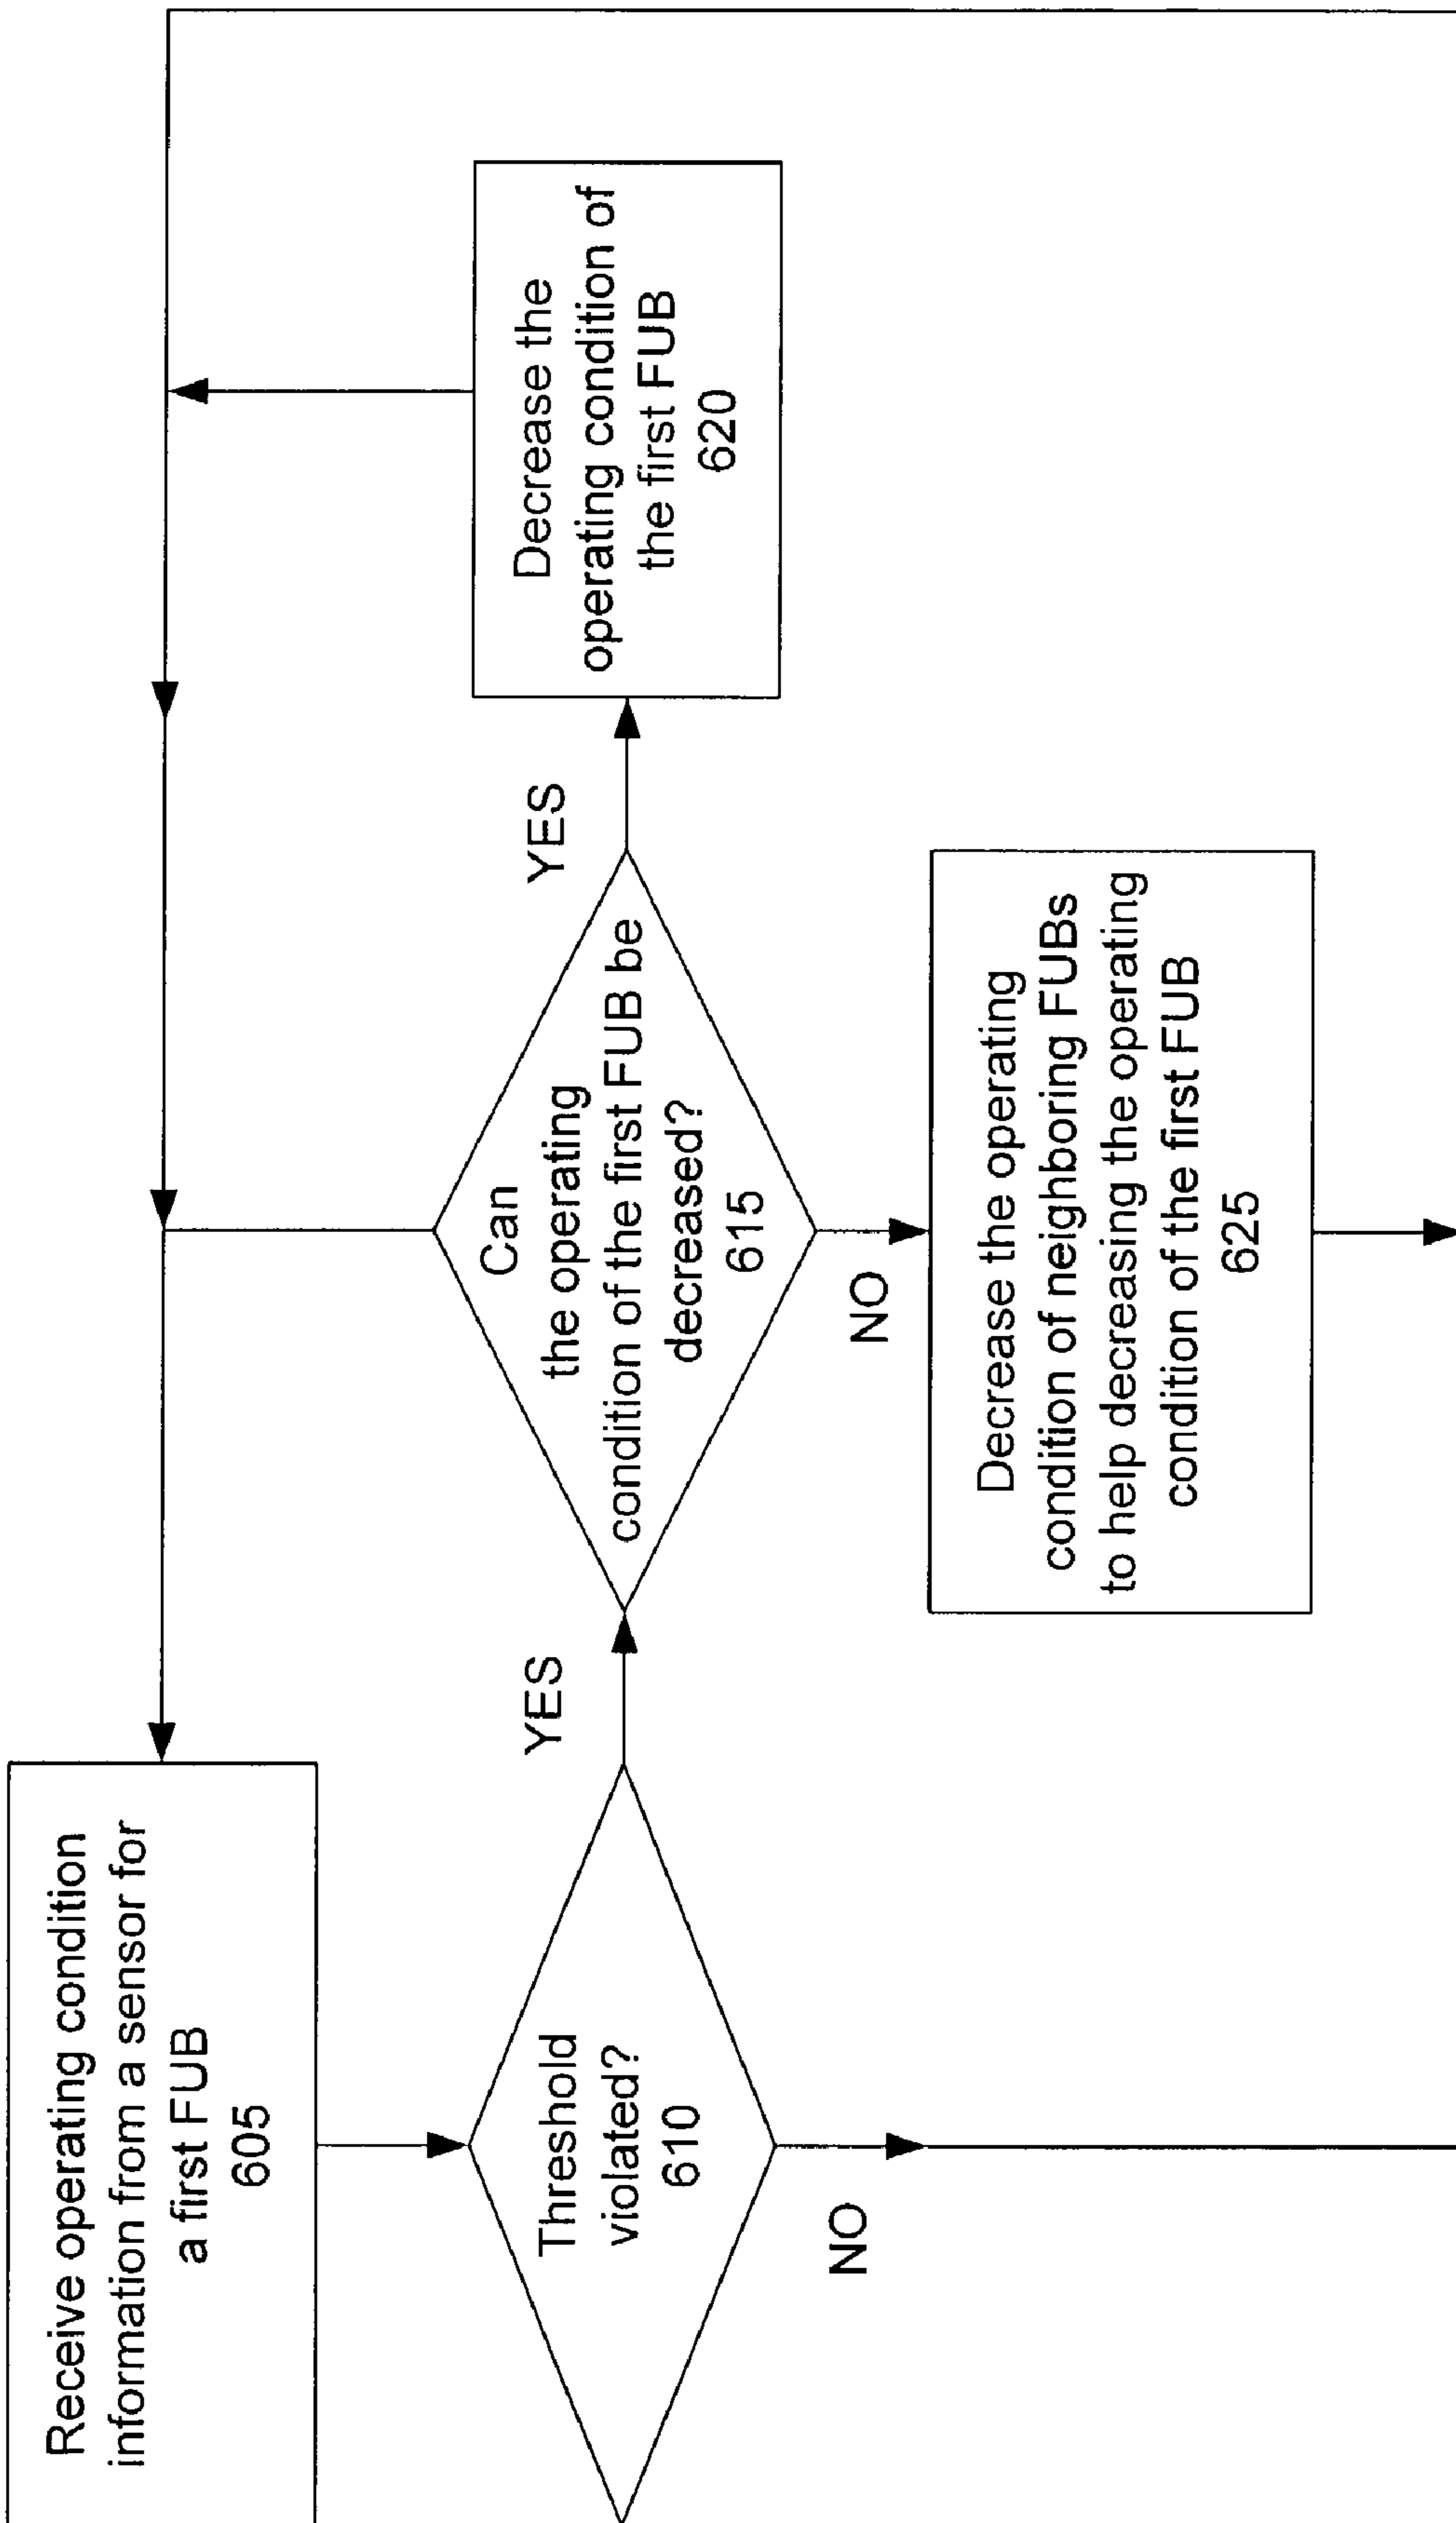 Receive operating condition
information from a sensor for
a first FUB
605
Threshold
violated?
610
YES
NO
Can
the operating
condition of the first FUB be
decreased?
615
YES
NO
Decrease the
operating condition of
the first FUB
620
Decrease the operating
condition of neighboring FUBs
to help decreasing the operating
condition of the first FUB
625